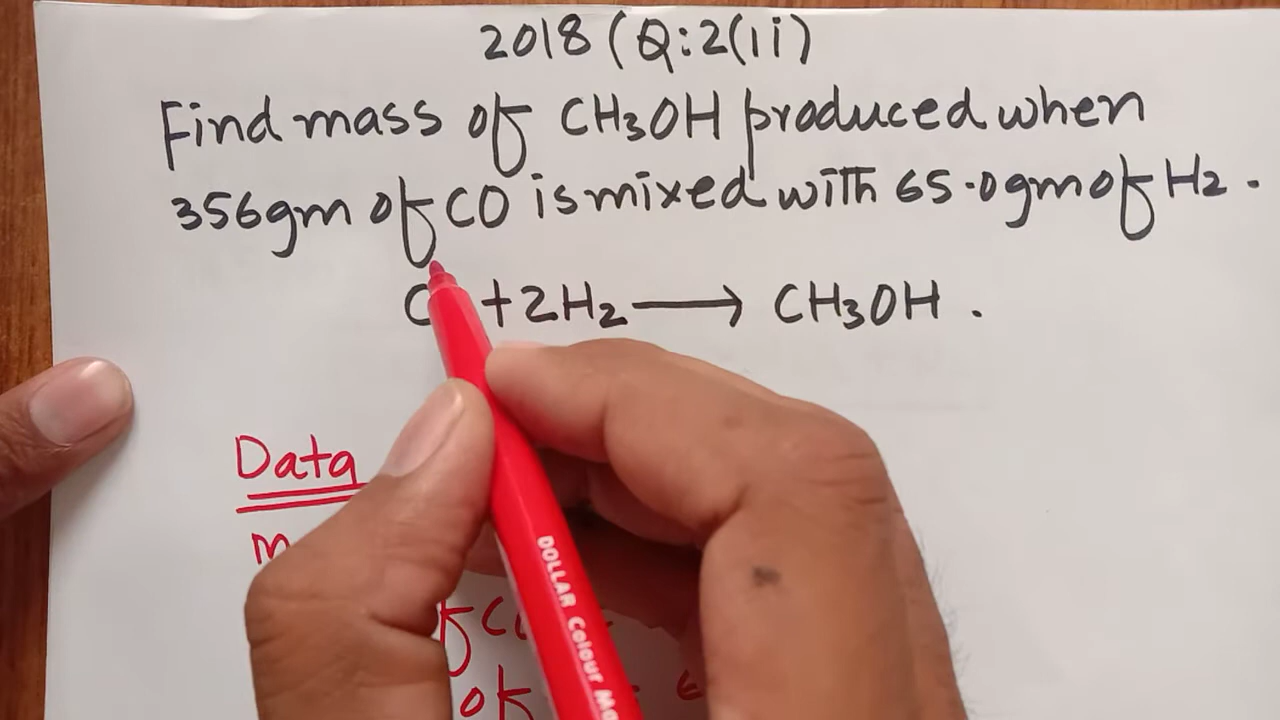 2018 (Q:2(ii)
Find mass of CH3OH produced when
356gm of CO is mixed with 65.0gm of H2.
C +2H2 ⟶ CH3OH.
Data
DOLLAR Colour Ma